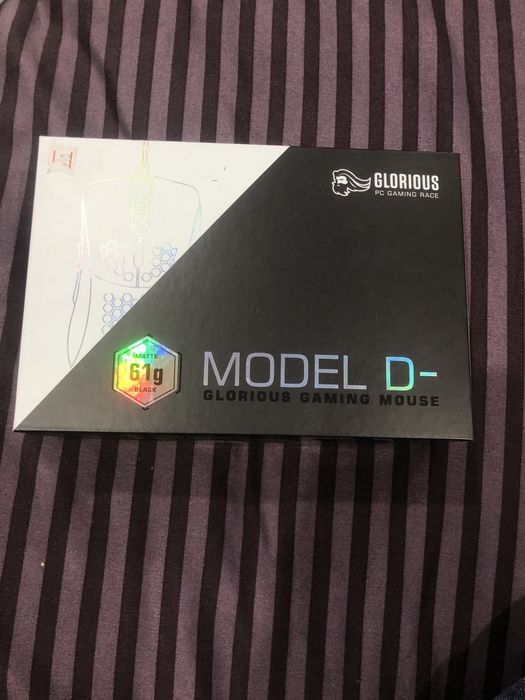 GLORIOUS
PC GAMING RACE
MATTE
61g
BLACK
MODEL D-
GLORIOUS GAMING MOUSE